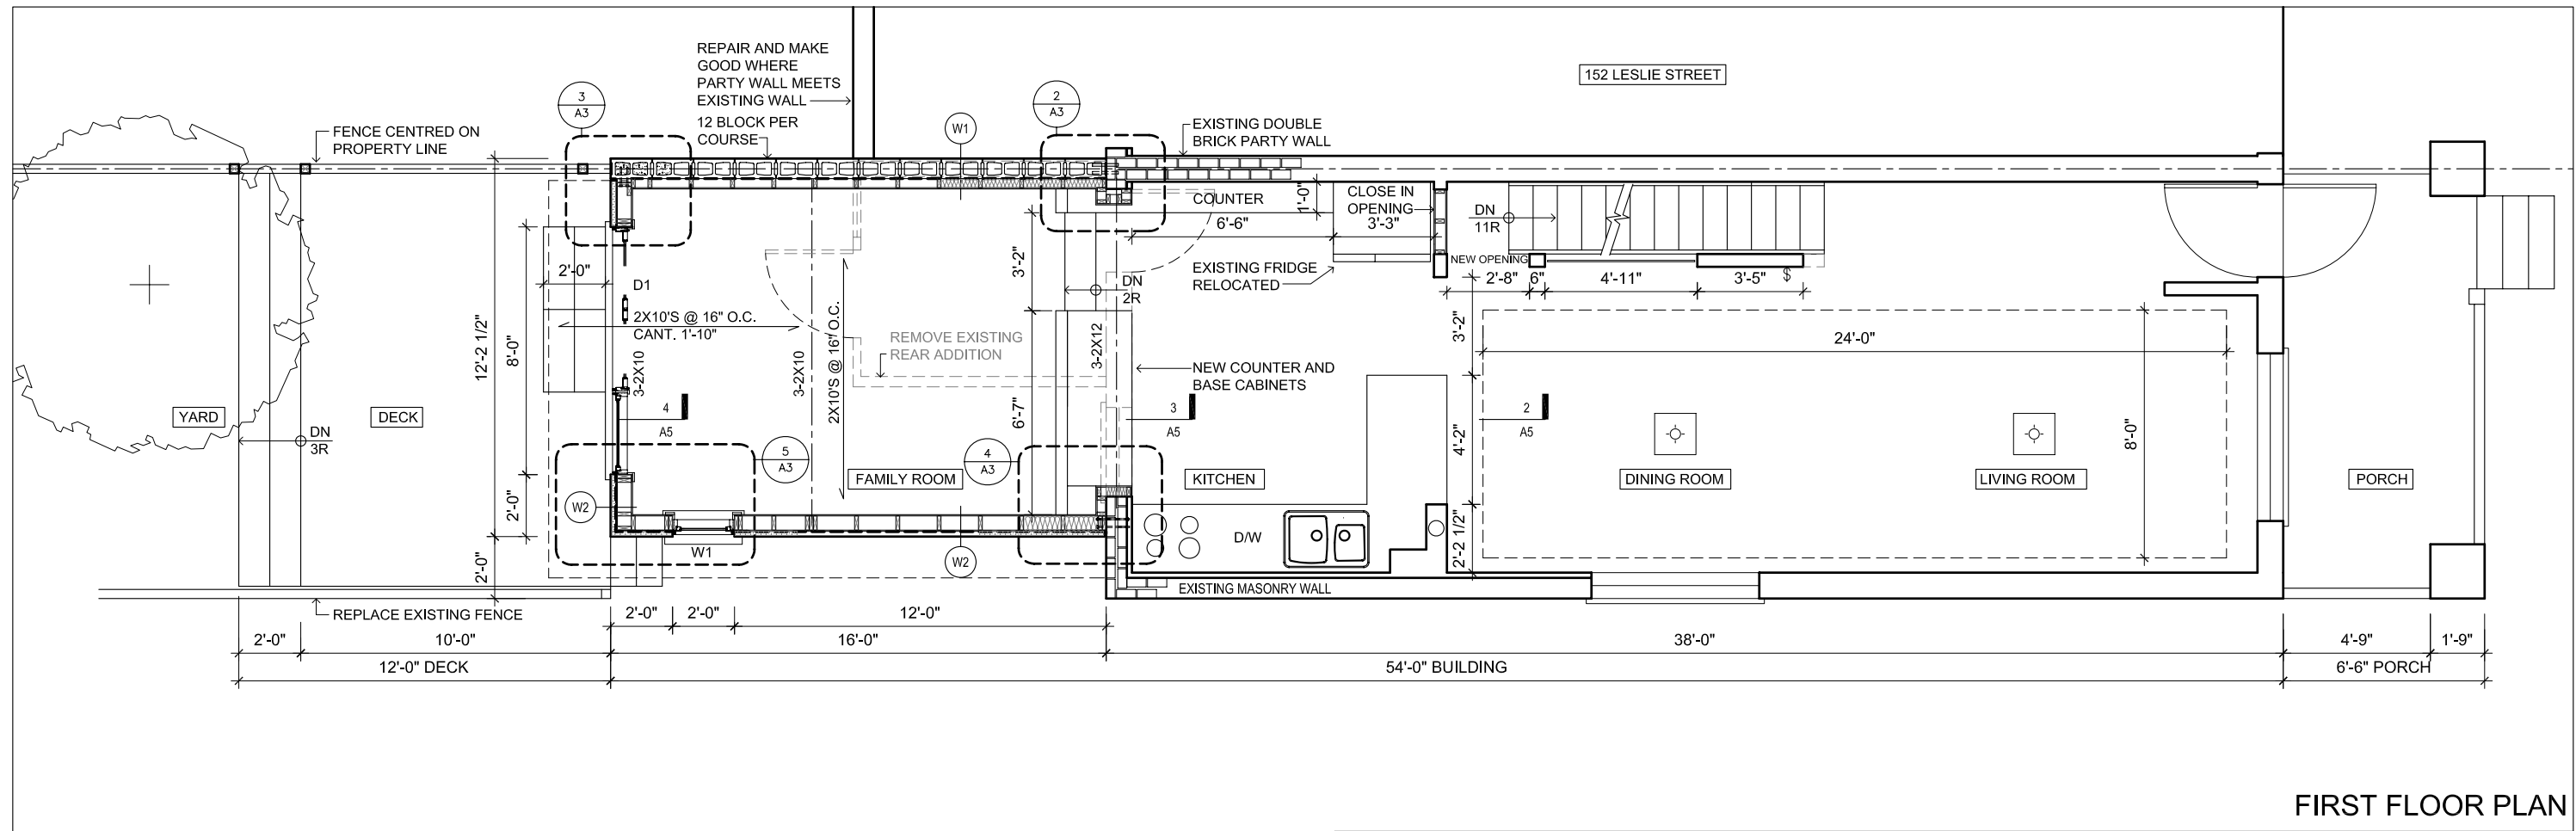 REPAIR AND MAKE
GOOD WHERE
PARTY WALL MEETS
EXISTING WALL
12 BLOCK PER
COURSE
152 LESLIE STREET
3
A3
2
A3
W1
FENCE CENTRED ON
PROPERTY LINE
EXISTING DOUBLE
BRICK PARTY WALL
COUNTER
1'-0"
CLOSE IN
OPENING
6'-6"
3'-3"
DN
11R
NEW OPENING
2'-8"
6"
4'-11"
3'-5"
$
2'-0"
D1
3'-2"
DN
2R
EXISTING FRIDGE
RELOCATED
2X10'S @ 16" O.C.
CANT. 1'-10"
2X10'S @ 16" O.C.
REMOVE EXISTING
REAR ADDITION
12'-2 1/2"
8'-0"
3-2X10
3-2X10
3-2X12
3'-2"
24'-0"
NEW COUNTER AND
BASE CABINETS
YARD
DECK
DN
3R
4
A5
6'-7"
3
A5
4'-2"
2
A5
8'-0"
5
A3
4
A3
FAMILY ROOM
KITCHEN
DINING ROOM
LIVING ROOM
PORCH
2'-0"
W2
W1
W2
D/W
2'-2 1/2"
2'-0"
EXISTING MASONRY WALL
REPLACE EXISTING FENCE
2'-0"
2'-0"
12'-0"
2'-0"
10'-0"
16'-0"
38'-0"
4'-9"
1'-9"
12'-0" DECK
54'-0" BUILDING
6'-6" PORCH
FIRST FLOOR PLAN